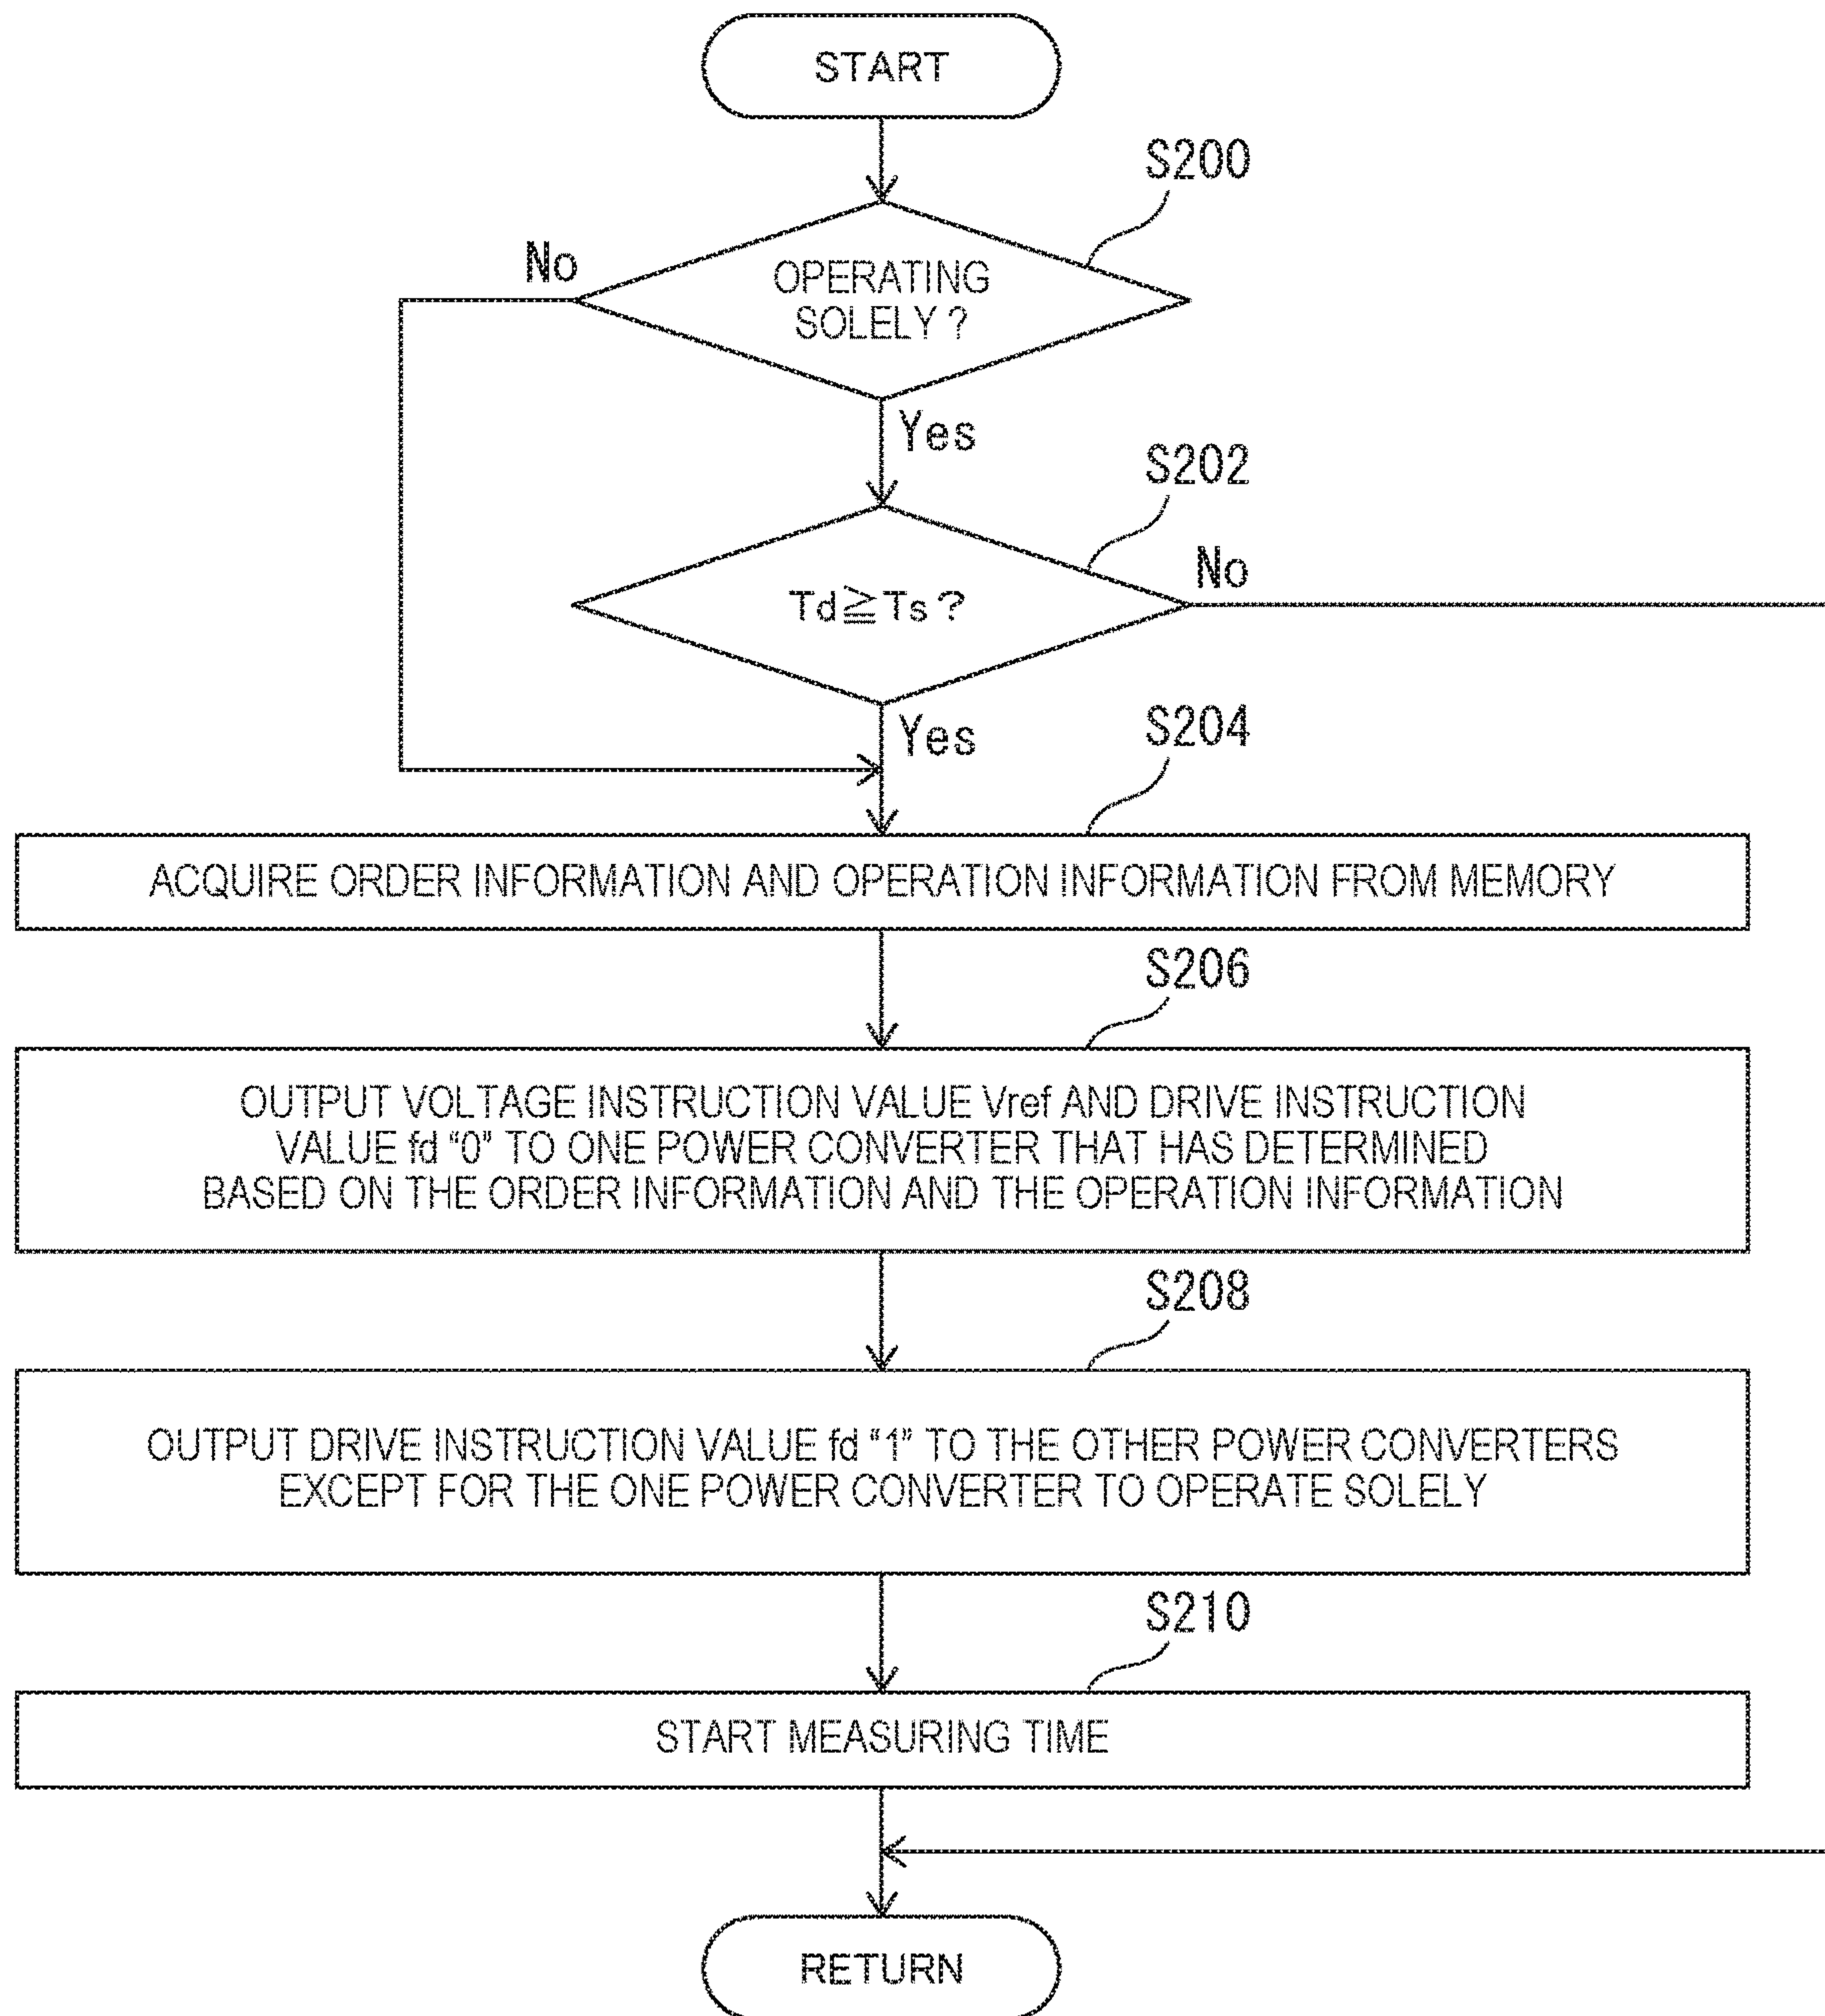 START
S200
No
OPERATING
SOLELY ?
Yes
S202
No
Td≧Ts ?
Yes
S204
ACQUIRE ORDER INFORMATION AND OPERATION INFORMATION FROM MEMORY
S206
OUTPUT VOLTAGE INSTRUCTION VALUE Vref AND DRIVE INSTRUCTION
VALUE fd “0” TO ONE POWER CONVERTER THAT HAS DETERMINED
BASED ON THE ORDER INFORMATION AND THE OPERATION INFORMATION
S208
OUTPUT DRIVE INSTRUCTION VALUE fd “1” TO THE OTHER POWER CONVERTERS
EXCEPT FOR THE ONE POWER CONVERTER TO OPERATE SOLELY
S210
START MEASURING TIME
RETURN